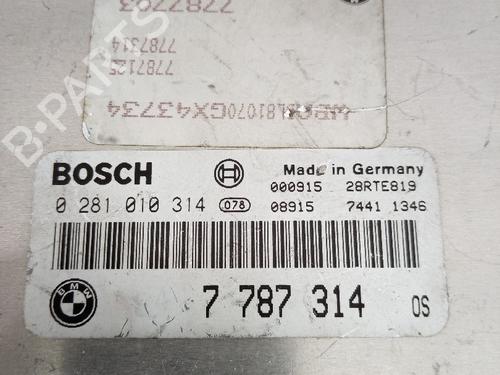 7787793
7787314
7787125
BOSCH
Made in Germany
000915 28RTE819
0 281 010 314 078 08915 7441 1346
BMW
7 787 314 OS
B-PARTS